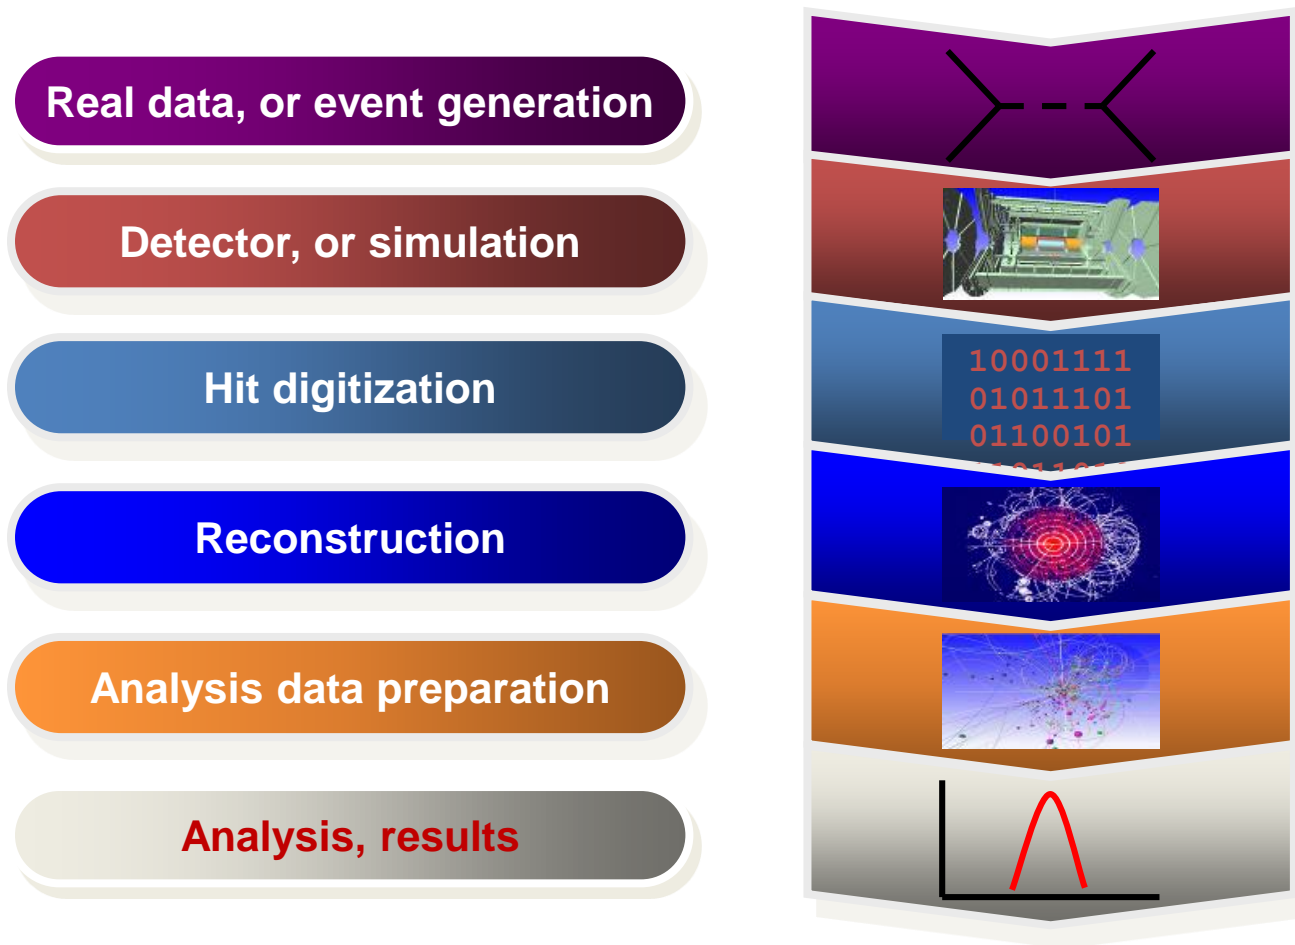 Real data, or event generation
Detector, or simulation
Hit digitization
10001111
01011101
01100101
Reconstruction
Analysis data preparation
Analysis, results